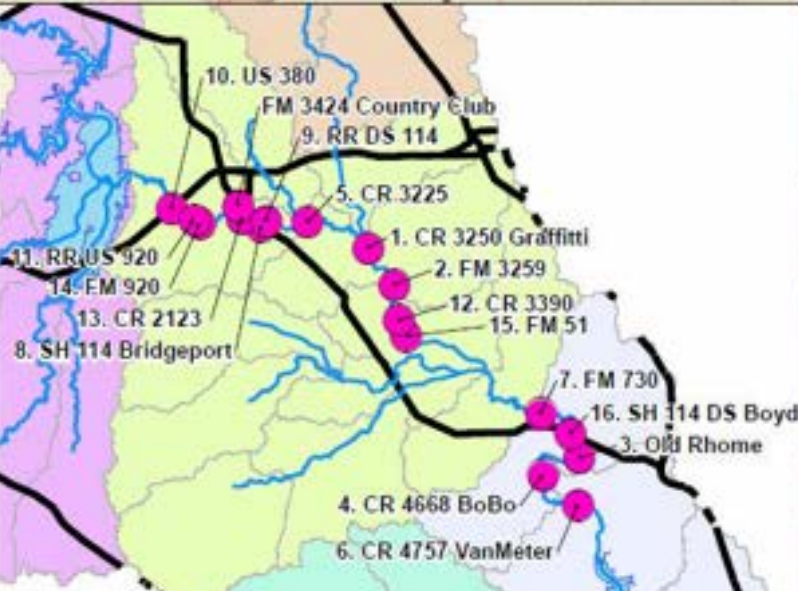 10. US 380
FM 3424 Country Club
9. RR DS 114
5. CR 3225
1. CR 3250 Graffitti
11. RR US 920
2. FM 3259
14. FM 920
12. CR 3390
13. CR 2123
15. FM 51
8. SH 114 Bridgeport
7. FM 730
16. SH 114 DS Boyd
3. Old Rhome
4. CR 4668 BoBo
6. CR 4757 VanMeter